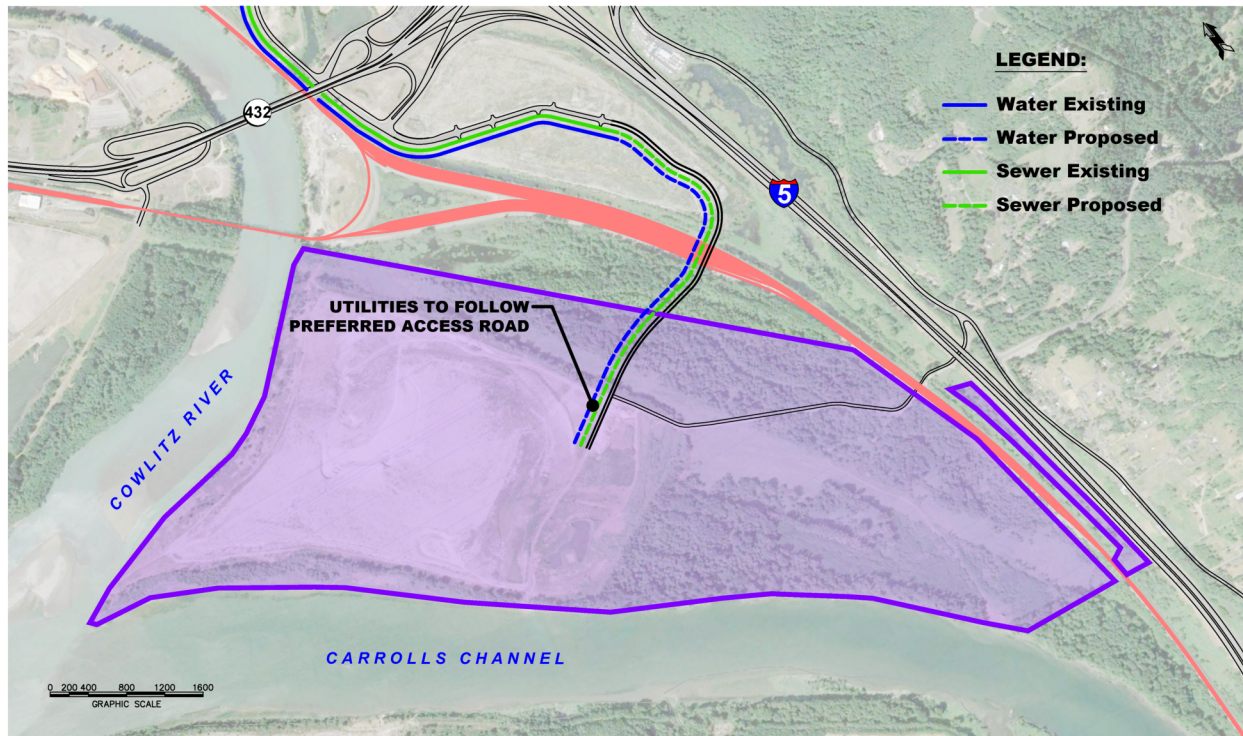 LEGEND:
Water Existing
Water Proposed
Sewer Existing
Sewer Proposed
432
5
UTILITIES TO FOLLOW
PREFERRED ACCESS ROAD
COWLITZ RIVER
CARROLLS CHANNEL
0 200 400 800 1200 1600
GRAPHIC SCALE